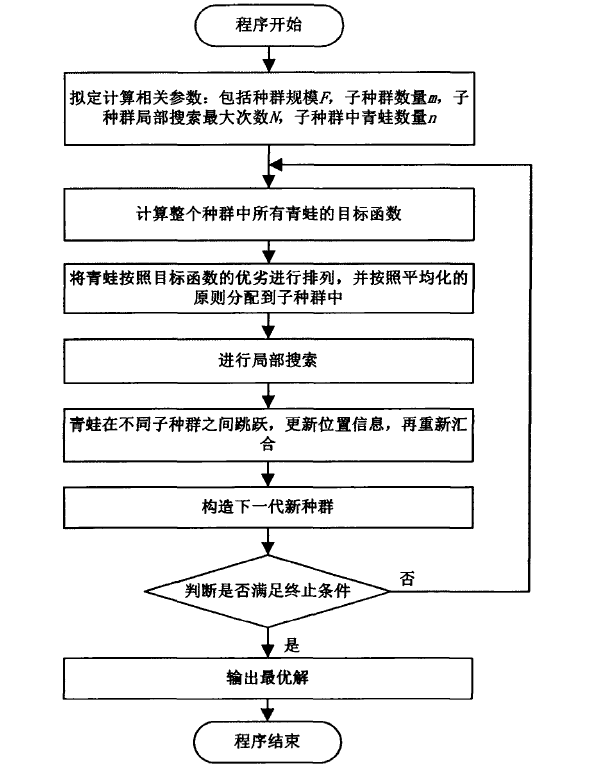 程序开始
拟定计算相关参数：包括种群规模F，子种群数量m，子
种群局部搜索最大次数N，子种群中青蛙数量n
计算整个种群中所有青蛙的目标函数
将青蛙按照目标函数的优劣进行排列，并按照平均化的
原则分配到子种群中
进行局部搜索
青蛙在不同子种群之间跳跃，更新位置信息，再重新汇
合
构造下一代新种群
判断是否满足终止条件
否
是
输出最优解
程序结束